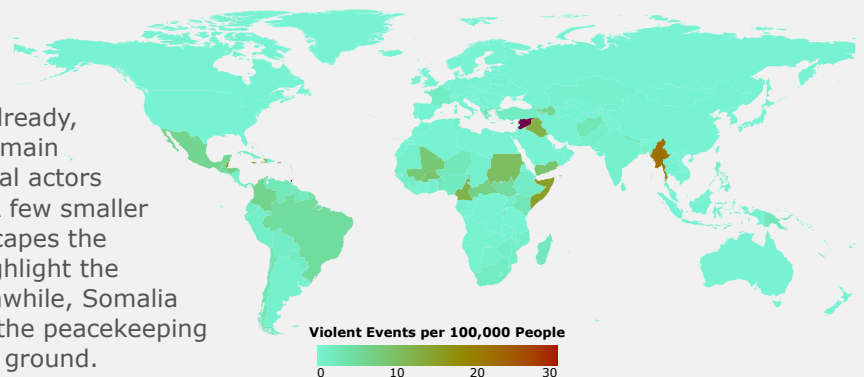 lready,
main
al actors
few smaller
capes the
hlight the
while, Somalia
the peacekeeping
ground.
Violent Events per 100,000 People
0 10 20 30